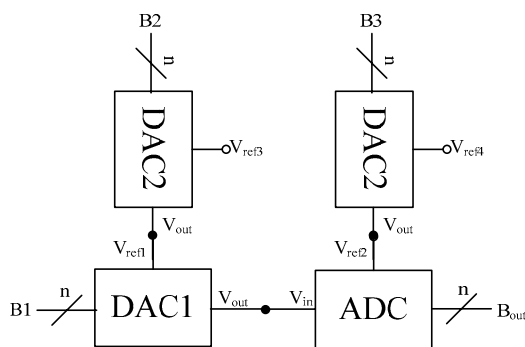 B2
B3
n
n
DAC2
DAC2
Vref3
Vref4
Vout
Vout
Vref1
Vref2
B1
n
DAC1
Vout
Vin
ADC
n
Bout